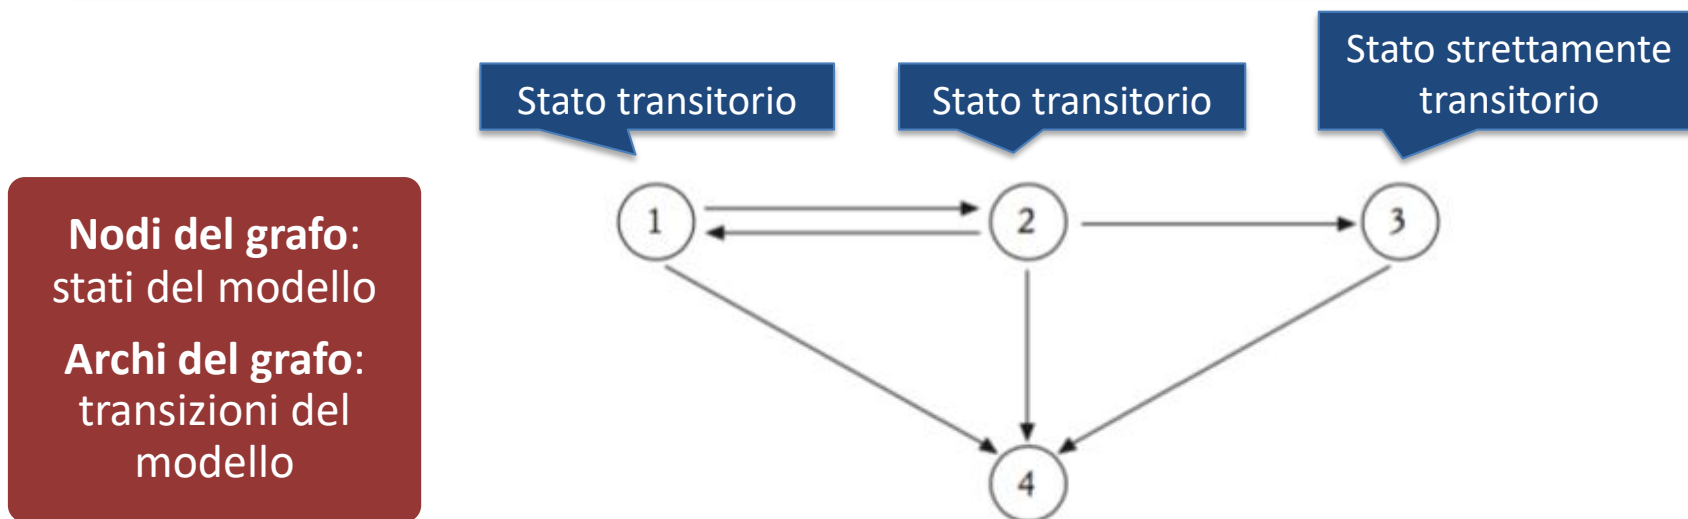 Stato transitorio
Stato transitorio
Stato strettamente
transitorio
Nodi del grafo:
stati del modello
Archi del grafo:
transizioni del
modello
1
2
3
4